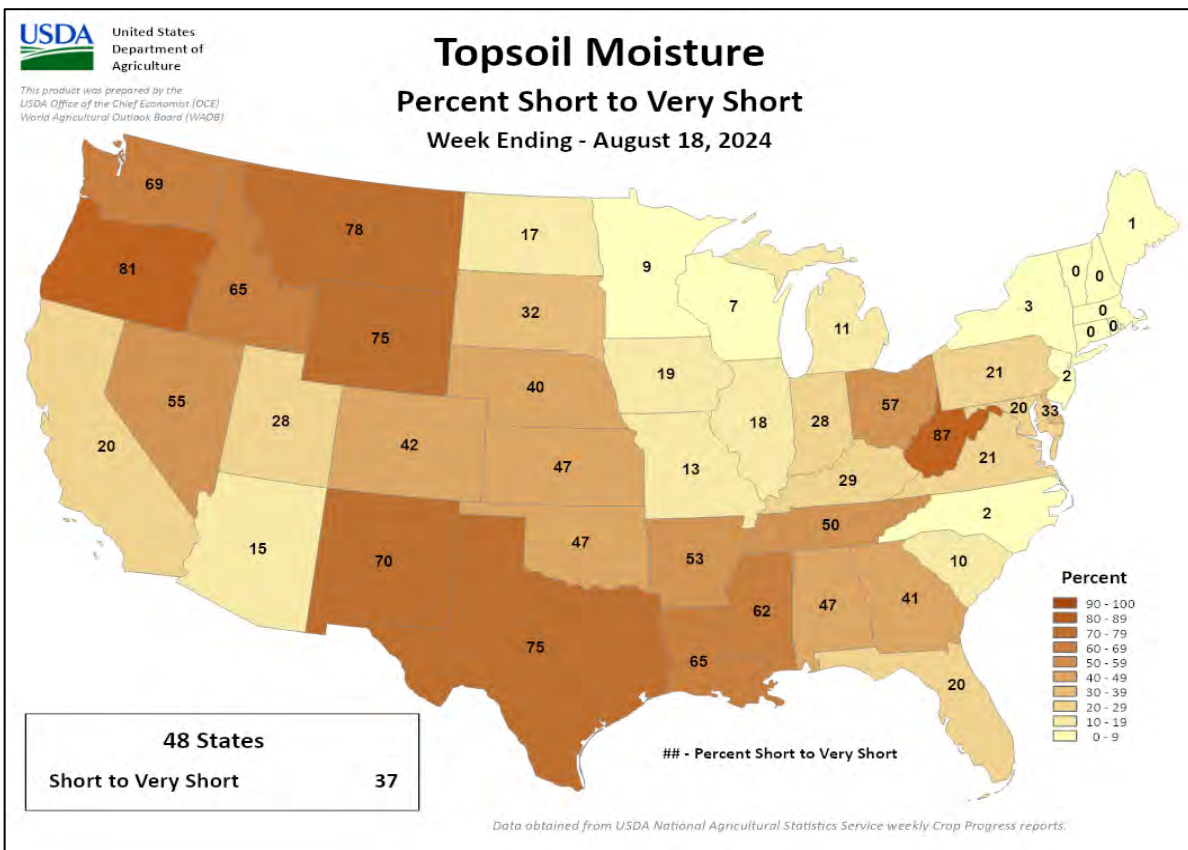 USDA
United States
Department of
Agriculture
This product was prepared by the
USDA Office of the Chief Economist (OCE)
World Agricultural Outlook Board (WAOB)
Topsoil Moisture
Percent Short to Very Short
Week Ending - August 18, 2024
69
78
17
9
1
81
65
75
32
7
11
3
0
0
0
0
0
55
28
42
40
19
18
28
57
21
2
20
33
87
21
20
47
13
29
2
15
70
47
53
50
10
75
65
62
47
41
20
Percent
90 - 100
80 - 89
70 - 79
60 - 69
50 - 59
40 - 49
30 - 39
20 - 29
10 - 19
0 - 9
48 States
Short to Very Short 37
## - Percent Short to Very Short
Data obtained from USDA National Agricultural Statistics Service weekly Crop Progress reports.